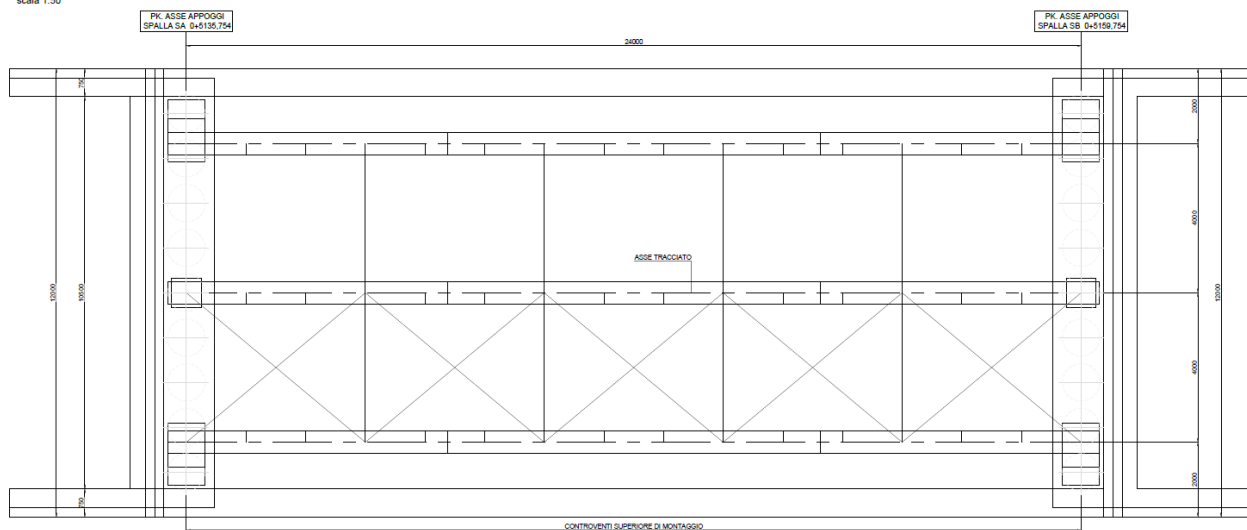 scala 1:50
PK. ASSE APPOGGI
SPALLA SA 0+5135,754
PK. ASSE APPOGGI
SPALLA SB 0+5159,754
24000
750
2000
4000
ASSE TRACCIATO
12000
10500
12000
4000
750
2000
CONTROVENTI SUPERIORE DI MONTAGGIO